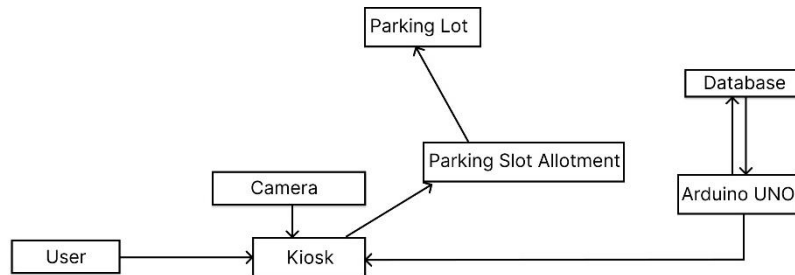 Parking Lot
Database
Parking Slot Allotment
Camera
Arduino UNO
User
Kiosk